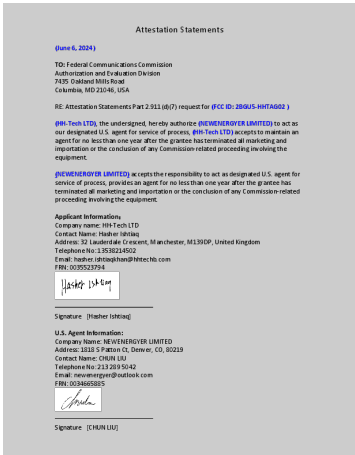 Attestation Statements
(June 6, 2024 )
TO: Federal Communications Commission
Authorization and Evaluation Division
7435 Oakland Mills Road
Columbia, MD 21046, USA
RE: Attestation Statements Part 2.911(d)(7) request for (FCC ID: 2BGU5-HHTAG02 )
(HH-Tech LTD), the undersigned, hereby authorize (NEWENERGYER LIMITED) to act as
our designated U.S. agent for service of process, (HH-Tech LTD) accepts to maintain an
agent for no less than one year after the grantee has terminated all marketing and
importation or the conclusion of any Commission-related proceeding involving the
equipment.
(NEWENERGYER LIMITED) accepts the responsibility to act as designated U.S. agent for
service of process, provides an agent for no less than one year after the grantee has
terminated all marketing and importation or the conclusion of any Commission-related
proceeding involving the equipment.
Applicant Information:
Company name: HH-Tech LTD
Contact Name: Hasher Ishtiaq
Address: 32 Lauderdale Crescent, Manchester, M139DP, United Kingdom
Telephone No: 13538214502
Email: hasher.ishtiaqkhan@hhtechb.com
FRN: 0035523794
Hasher Ishtiaq
Signature [Hasher Ishtiaq]
U.S. Agent Information:
Company Name: NEWENERGYER LIMITED
Address: 1818 S Patton Ct, Denver, CO, 80219
Contact Name: CHUN LIU
Telephone No: 213 289 5042
Email: newenergyer@outlook.com
FRN: 0034665885
Signature [CHUN LIU]